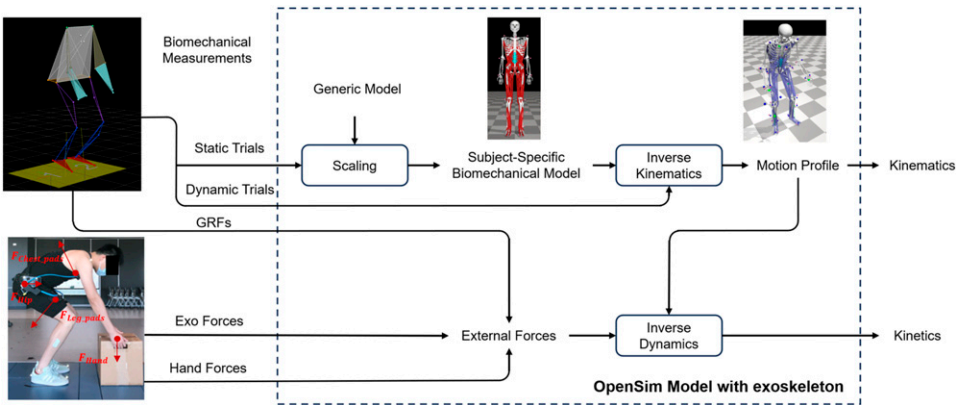 Biomechanical
Measurements
Generic Model
Static Trials
Scaling
Subject-Specific
Biomechanical Model
Inverse
Kinematics
Motion Profile
Kinematics
Dynamic Trials
GRFs
F_Chest_pads
F_Hip
F_Leg_pads
F_Hand
Exo Forces
External Forces
Inverse
Dynamics
Kinetics
Hand Forces
OpenSim Model with exoskeleton